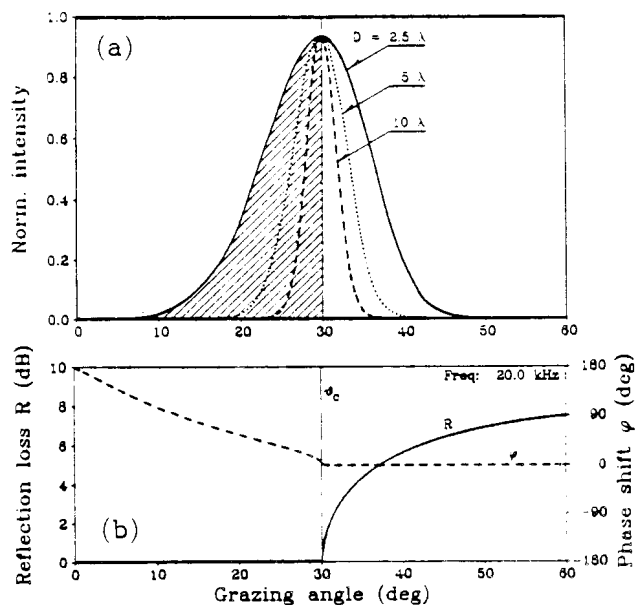 (a)
D = 2.5 λ
5 λ
10 λ
Norm. intensity
1.0
0.8
0.6
0.4
0.2
0.0
0 10 20 30 40 50 60
(b)
Freq: 20.0 kHz
ϑc
R
φ
Reflection loss R (dB)
10
8
6
4
2
0
Phase shift φ (deg)
180
90
0
-90
-180
0 10 20 30 40 50 60
Grazing angle (deg)